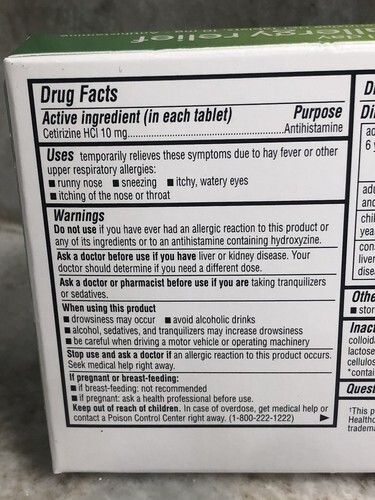 allergy relief
Drug Facts
Active ingredient (in each tablet) Purpose
Cetirizine HCl 10 mg..........................................Antihistamine
Uses temporarily relieves these symptoms due to hay fever or other
upper respiratory allergies:
■ runny nose ■ sneezing ■ itchy, watery eyes
■ itching of the nose or throat
Warnings
Do not use if you have ever had an allergic reaction to this product or
any of its ingredients or to an antihistamine containing hydroxyzine.
Ask a doctor before use if you have liver or kidney disease. Your
doctor should determine if you need a different dose.
Ask a doctor or pharmacist before use if you are taking tranquilizers
or sedatives.
When using this product
■ drowsiness may occur ■ avoid alcoholic drinks
■ alcohol, sedatives, and tranquilizers may increase drowsiness
■ be careful when driving a motor vehicle or operating machinery
Stop use and ask a doctor if an allergic reaction to this product occurs.
Seek medical help right away.
If pregnant or breast-feeding:
■ if breast-feeding: not recommended
■ if pregnant: ask a health professional before use.
Keep out of reach of children. In case of overdose, get medical help or
contact a Poison Control Center right away. (1-800-222-1222)